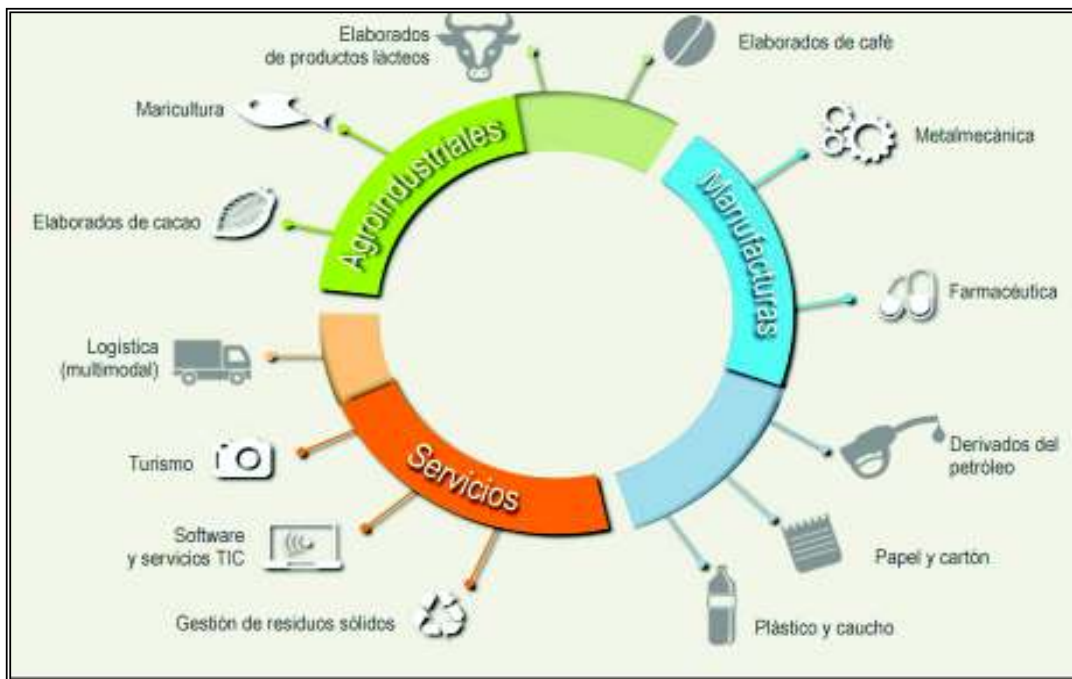 Elaborados
de productos lácteos
Elaborados de café
Maricultura
Metalmecánica
Agroindustriales
Manufacturas
Elaborados de cacao
Farmacéutica
Logística
(multimodal)
Derivados del
petróleo
Turismo
Servicios
Software
y servicios TIC
Papel y cartón
Gestión de residuos sólidos
Plástico y caucho